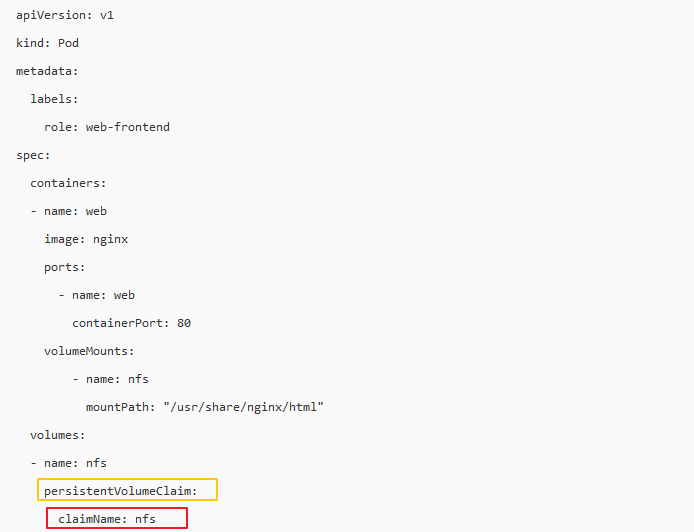 apiVersion: v1
kind: Pod
metadata:
  labels:
    role: web-frontend
spec:
  containers:
  - name: web
    image: nginx
    ports:
      - name: web
        containerPort: 80
    volumeMounts:
        - name: nfs
          mountPath: "/usr/share/nginx/html"
  volumes:
  - name: nfs
    persistentVolumeClaim:
      claimName: nfs